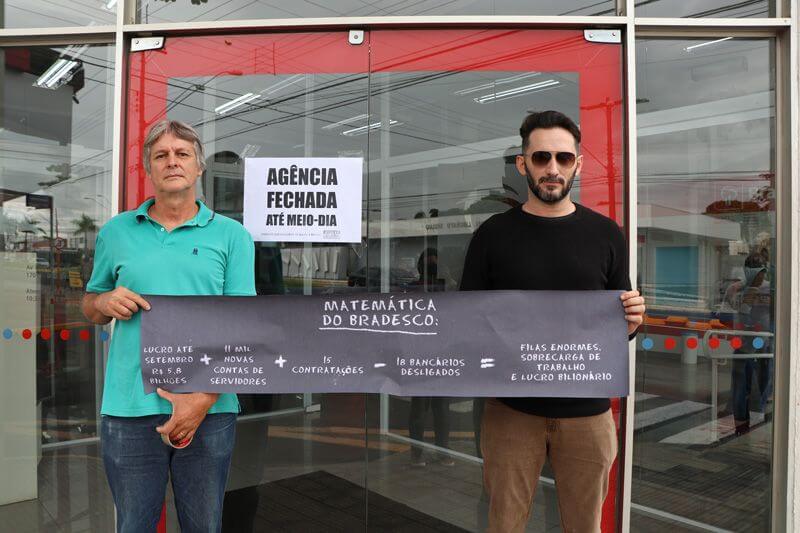 AGÊNCIA
FECHADA
ATÉ MEIO-DIA
MATEMÁTICA
DO BRADESCO:
LUCRO ATÉ
SETEMBRO
R$ 5,8
BILHÕES
+
11 MIL
NOVAS
CONTAS DE
SERVIDORES
+
15
CONTRATAÇÕES
-
18 BANCÁRIOS
DESLIGADOS
=
FILAS ENORMES,
SOBRECARGA DE
TRABALHO
E LUCRO BILIONÁRIO